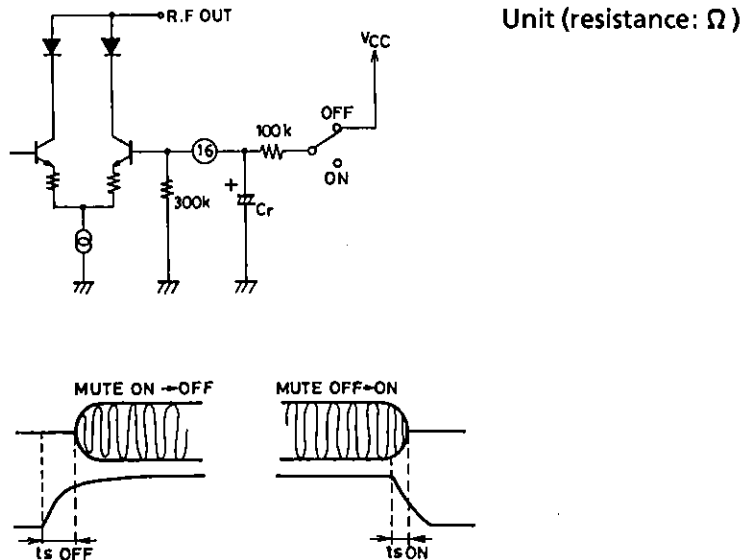 Unit (resistance: Ω)
R.F OUT
VCC
OFF
100k
16
ON
300k
+
Cr
MUTE ON → OFF
MUTE OFF → ON
ts OFF
ts ON